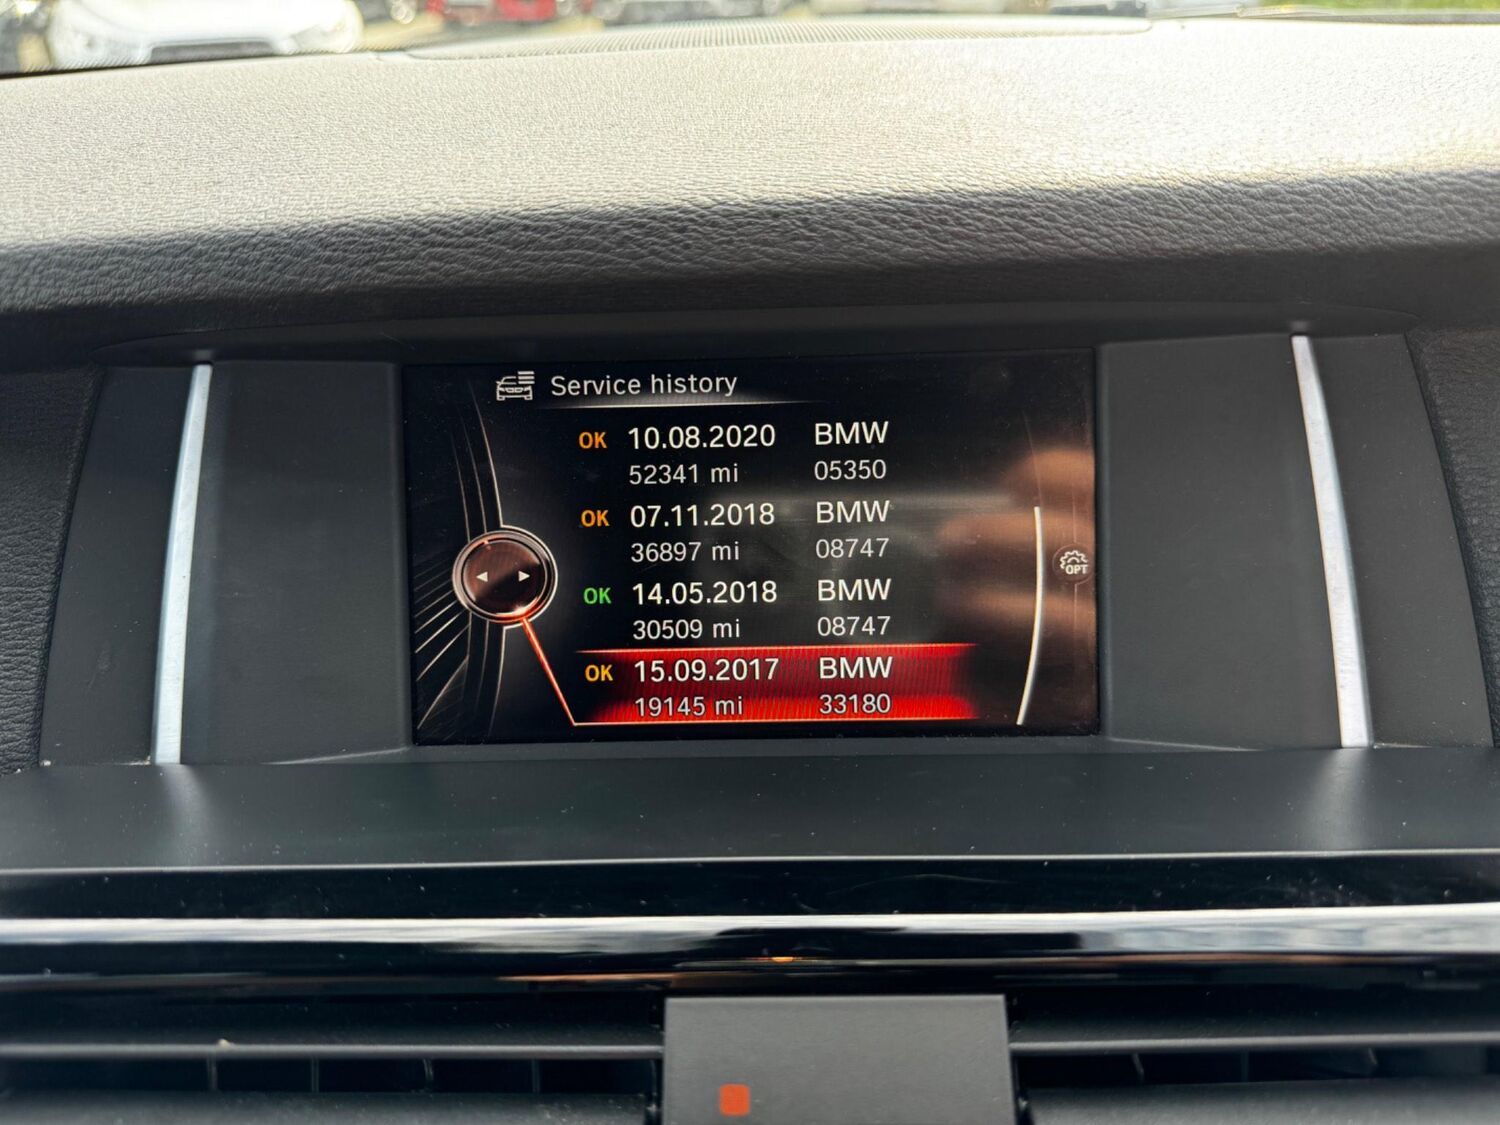 Service history
OK 10.08.2020 BMW
52341 mi 05350
OK 07.11.2018 BMW
36897 mi 08747
OK 14.05.2018 BMW
30509 mi 08747
OK 15.09.2017 BMW
19145 mi 33180
OPT